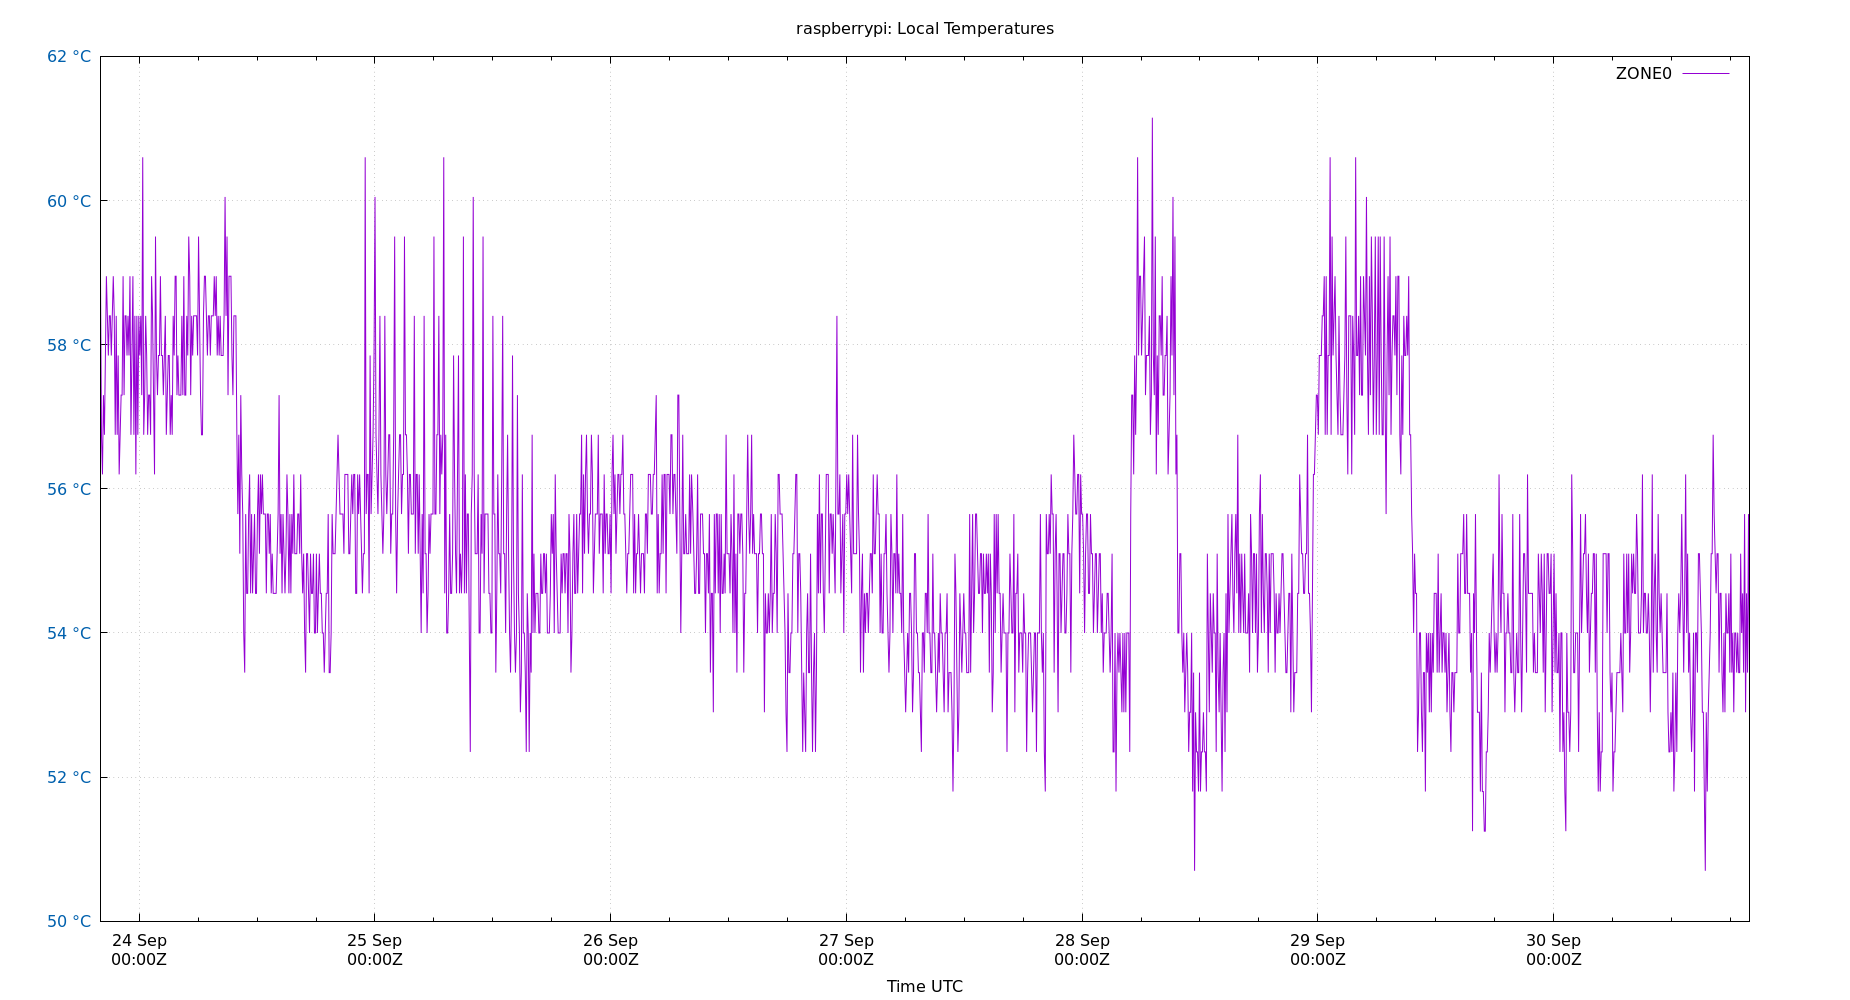 raspberrypi: Local Temperatures
62 °C
ZONE0
60 °C
58 °C
56 °C
54 °C
52 °C
50 °C
24 Sep 25 Sep 26 Sep 27 Sep 28 Sep 29 Sep 30 Sep
00:00Z 00:00Z 00:00Z 00:00Z 00:00Z 00:00Z 00:00Z
Time UTC